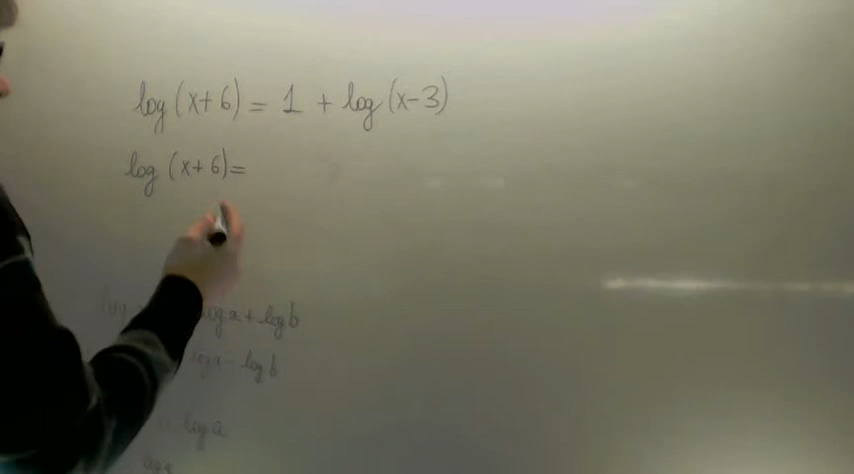 log (x+6) = 1 + log (x-3)
log (x+6)=
log a + log b
log a - log b
log a